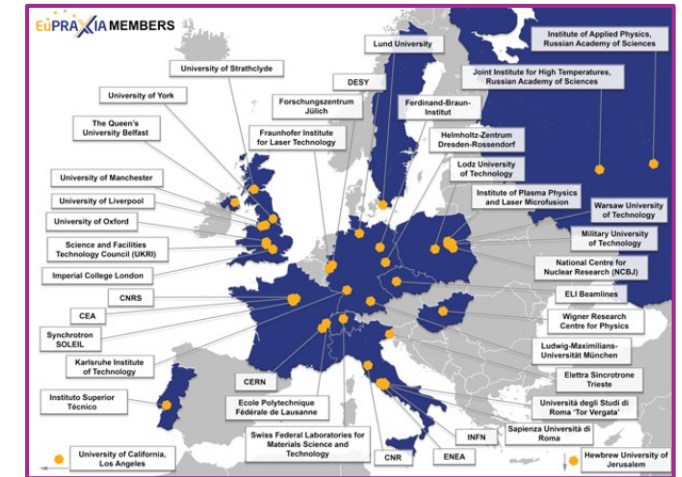 EuPRAXIA MEMBERS
Lund University
Institute of Applied Physics,
Russian Academy of Sciences
University of Strathclyde
DESY
Joint Institute for High Temperatures,
Russian Academy of Sciences
University of York
Forschungszentrum
Jülich
Ferdinand-Braun-
Institut
The Queen's
University Belfast
Fraunhofer Institute
for Laser Technology
Helmholtz-Zentrum
Dresden-Rossendorf
Lodz University
of Technology
University of Manchester
Institute of Plasma Physics
and Laser Microfusion
University of Liverpool
Warsaw University
of Technology
University of Oxford
Military University
of Technology
Science and Facilities
Technology Council (UKRI)
National Centre for
Nuclear Research (NCBJ)
Imperial College London
CNRS
ELI Beamlines
CEA
Wigner Research
Centre for Physics
Synchrotron
SOLEIL
Ludwig-Maximilians-
Universität München
Karlsruhe Institute
of Technology
Elettra Sincrotrone
Trieste
CERN
Instituto Superior
Técnico
Ecole Polytechnique
Fédérale de Lausanne
Università degli Studi di
Roma ‘Tor Vergata’
Swiss Federal Laboratories for
Materials Science and
Technology
Sapienza Università di
Roma
INFN
CNR
ENEA
University of California,
Los Angeles
Hewbrew University of
Jerusalem